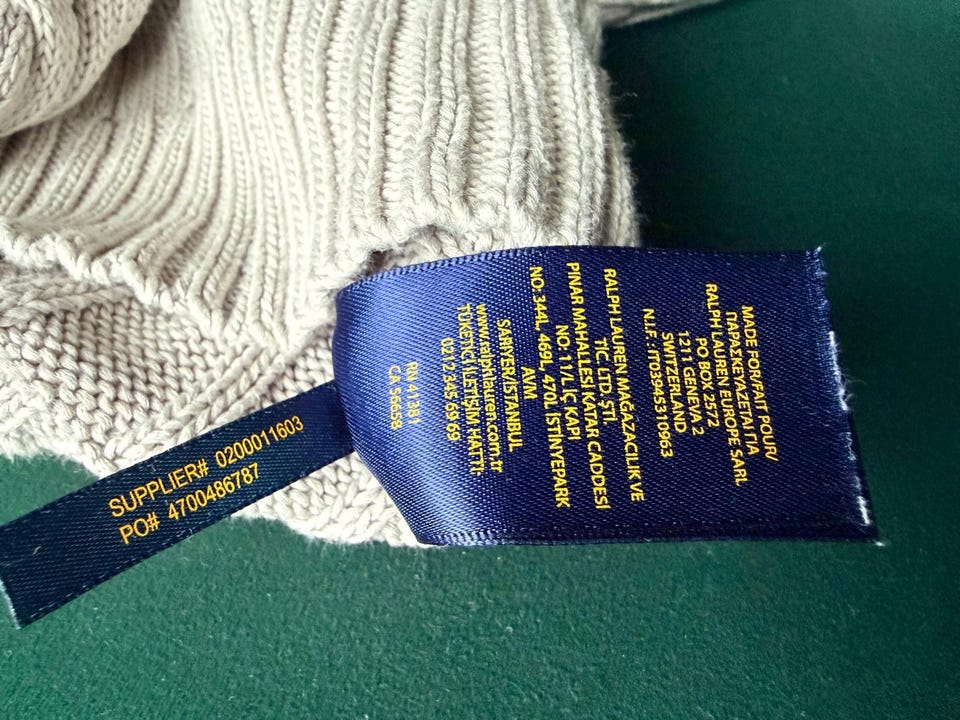 MADE FOR/FAIT POUR/
ΠΑΡΑΣΚΕΥΑΖΕΤΑΙ ΓΙΑ
RALPH LAUREN EUROPE SARL
PO BOX 2572
1211 GENEVA 2
SWITZERLAND
N.I.F. : IT03945310963
RALPH LAUREN MAĞAZACILIK VE
TİC. LTD. ŞTİ.
PINAR MAHALLESİ KATAR CADDESİ
NO: 11/L İÇ KAPI
NO: 344L, 469L, 470L İSTİNYEPARK
AVM
SARIYER/İSTANBUL
www.ralphlauren.com.tr
TÜKETİCİ İLETİŞİM HATTI:
0212 345 69 69
RN 41381
CA 56658
SUPPLIER# 0200011603
PO# 4700486787